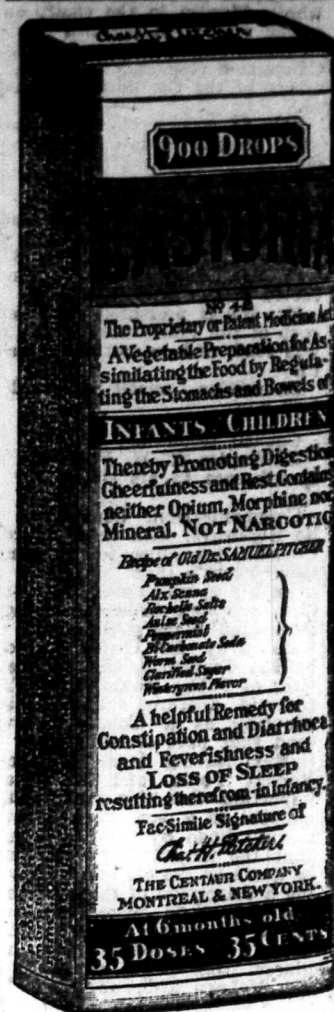 Chas. H. Fletcher
900 DROPS
CASTORIA
No 48
The Proprietary or Patent Medicine Act
A Vegetable Preparation for As-
similating the Food by Regula-
ting the Stomachs and Bowels of
INFANTS CHILDREN
Thereby Promoting Digestion
Cheerfulness and Rest. Contains
neither Opium, Morphine nor
Mineral. NOT NARCOTIC
Recipe of Old Dr. SAMUEL PITCHER
Pumpkin Seed
Alx Senna
Rochelle Salts
Anise Seed
Peppermint
Bi Carbonate Soda
Worm Seed
Clarified Sugar
Wintergreen Flavor
A helpful Remedy for
Constipation and Diarrhoea
and Feverishness and
LOSS OF SLEEP
resulting therefrom-in Infancy.
Fac-Simile Signature of
Chas. H. Fletcher.
THE CENTAUR COMPANY
MONTREAL & NEW YORK.
At 6 months old
35 DOSES 35 CENTS